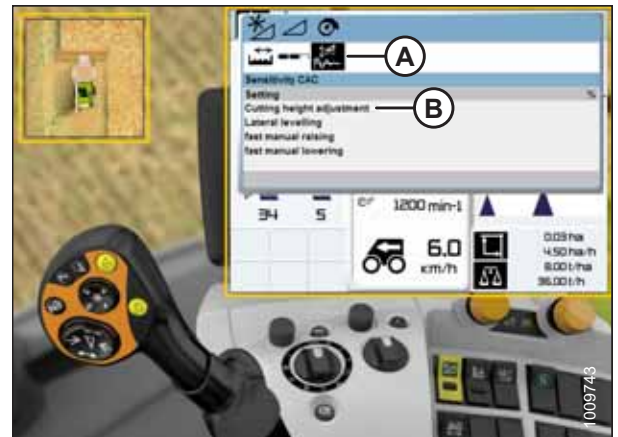 A
Sensitivity CAC
Setting %
Cutting height adjustment
B
Lateral levelling
fast manual raising
fast manual lowering
34 5
1200 min-1
6.0
km/h
0.03 ha
4.50 ha/h
8.00 t/ha
36.00 t/h
1009743